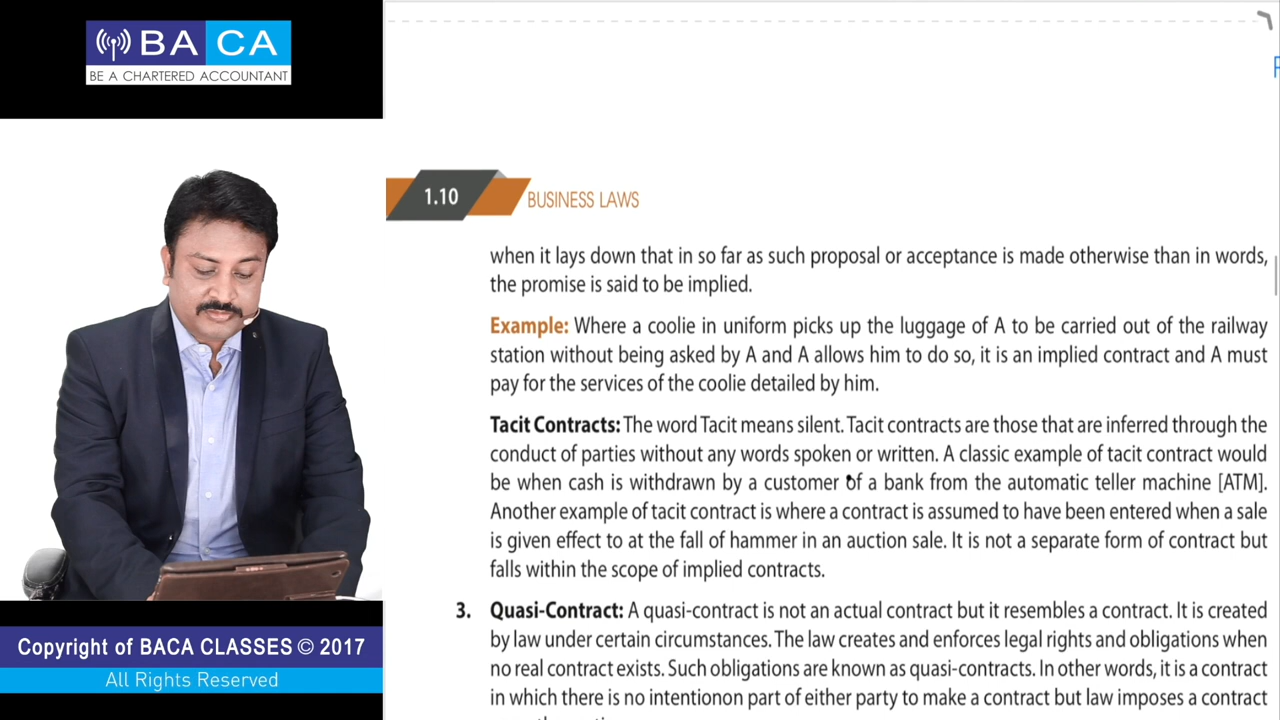 BA CA
BE A CHARTERED ACCOUNTANT
1.10 BUSINESS LAWS
when it lays down that in so far as such proposal or acceptance is made otherwise than in words,
the promise is said to be implied.
Example: Where a coolie in uniform picks up the luggage of A to be carried out of the railway
station without being asked by A and A allows him to do so, it is an implied contract and A must
pay for the services of the coolie detailed by him.
Tacit Contracts: The word Tacit means silent. Tacit contracts are those that are inferred through the
conduct of parties without any words spoken or written. A classic example of tacit contract would
be when cash is withdrawn by a customer of a bank from the automatic teller machine [ATM].
Another example of tacit contract is where a contract is assumed to have been entered when a sale
is given effect to at the fall of hammer in an auction sale. It is not a separate form of contract but
falls within the scope of implied contracts.
3. Quasi-Contract: A quasi-contract is not an actual contract but it resembles a contract. It is created
by law under certain circumstances. The law creates and enforces legal rights and obligations when
no real contract exists. Such obligations are known as quasi-contracts. In other words, it is a contract
in which there is no intentionon part of either party to make a contract but law imposes a contract
Copyright of BACA CLASSES © 2017
All Rights Reserved